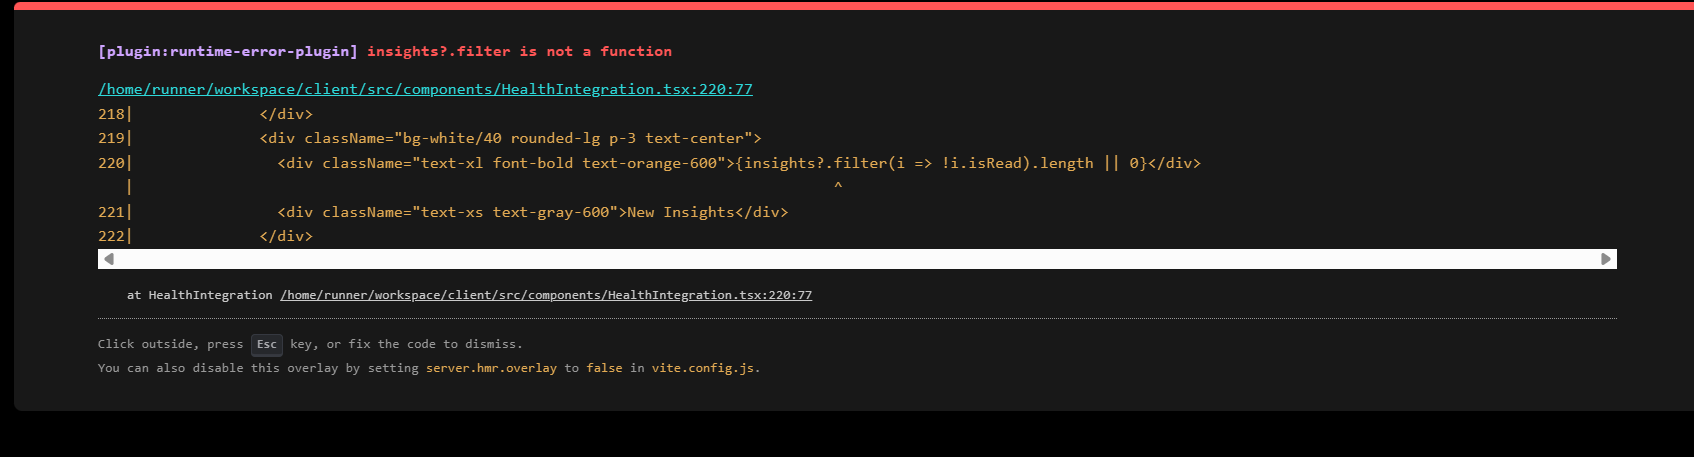 [plugin:runtime-error-plugin] insights?.filter is not a function
/home/runner/workspace/client/src/components/HealthIntegration.tsx:220:77
218|              </div>
219|              <div className="bg-white/40 rounded-lg p-3 text-center">
220|                <div className="text-xl font-bold text-orange-600">{insights?.filter(i => !i.isRead).length || 0}</div>
   |                                                                              ^
221|                <div className="text-xs text-gray-600">New Insights</div>
222|              </div>
at HealthIntegration /home/runner/workspace/client/src/components/HealthIntegration.tsx:220:77
Click outside, press Esc key, or fix the code to dismiss.
You can also disable this overlay by setting server.hmr.overlay to false in vite.config.js.